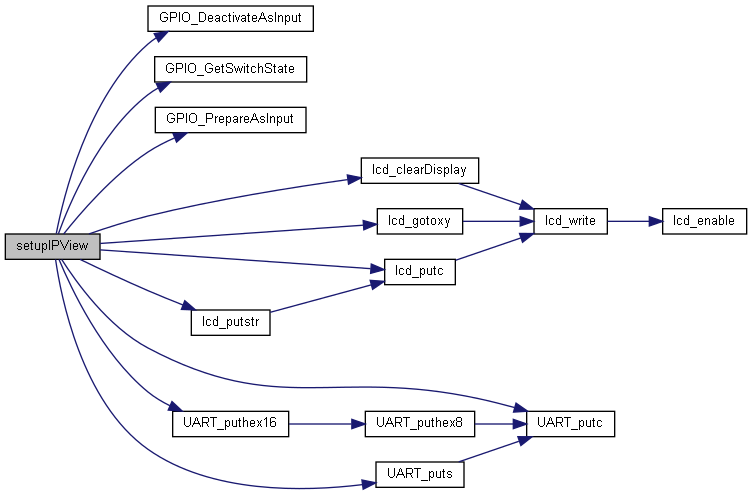 GPIO_DeactivateAsInput
GPIO_GetSwitchState
GPIO_PrepareAsInput
lcd_clearDisplay
lcd_gotoxy
lcd_write
lcd_enable
setupIPView
lcd_putc
lcd_putstr
UART_puthex16
UART_puthex8
UART_putc
UART_puts